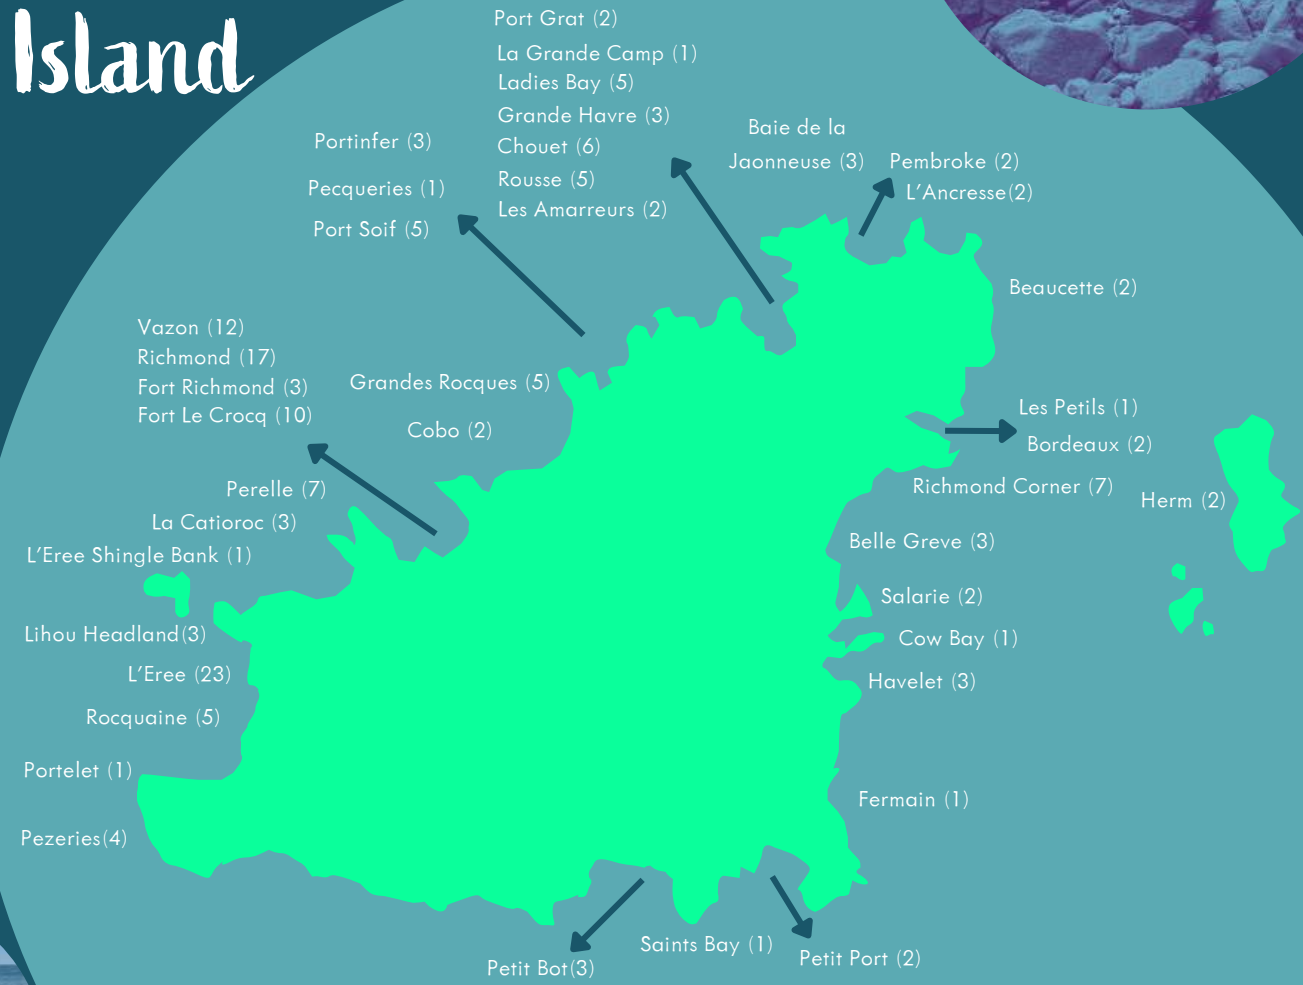 Island
Port Grat (2)
La Grande Camp (1)
Ladies Bay (5)
Grande Havre (3)
Chouet (6)
Rousse (5)
Les Amarreurs (2)
Portinfer (3)
Pecqueries (1)
Port Soif (5)
Baie de la
Jaonneuse (3)
Pembroke (2)
L'Ancresse(2)
Beaucette (2)
Vazon (12)
Richmond (17)
Fort Richmond (3)
Fort Le Crocq (10)
Grandes Rocques (5)
Cobo (2)
Les Petils (1)
Bordeaux (2)
Richmond Corner (7)
Herm (2)
Perelle (7)
La Catioroc (3)
L'Eree Shingle Bank (1)
Belle Greve (3)
Salarie (2)
Cow Bay (1)
Havelet (3)
Lihou Headland(3)
L'Eree (23)
Rocquaine (5)
Portelet (1)
Pezeries(4)
Fermain (1)
Saints Bay (1)
Petit Port (2)
Petit Bot(3)